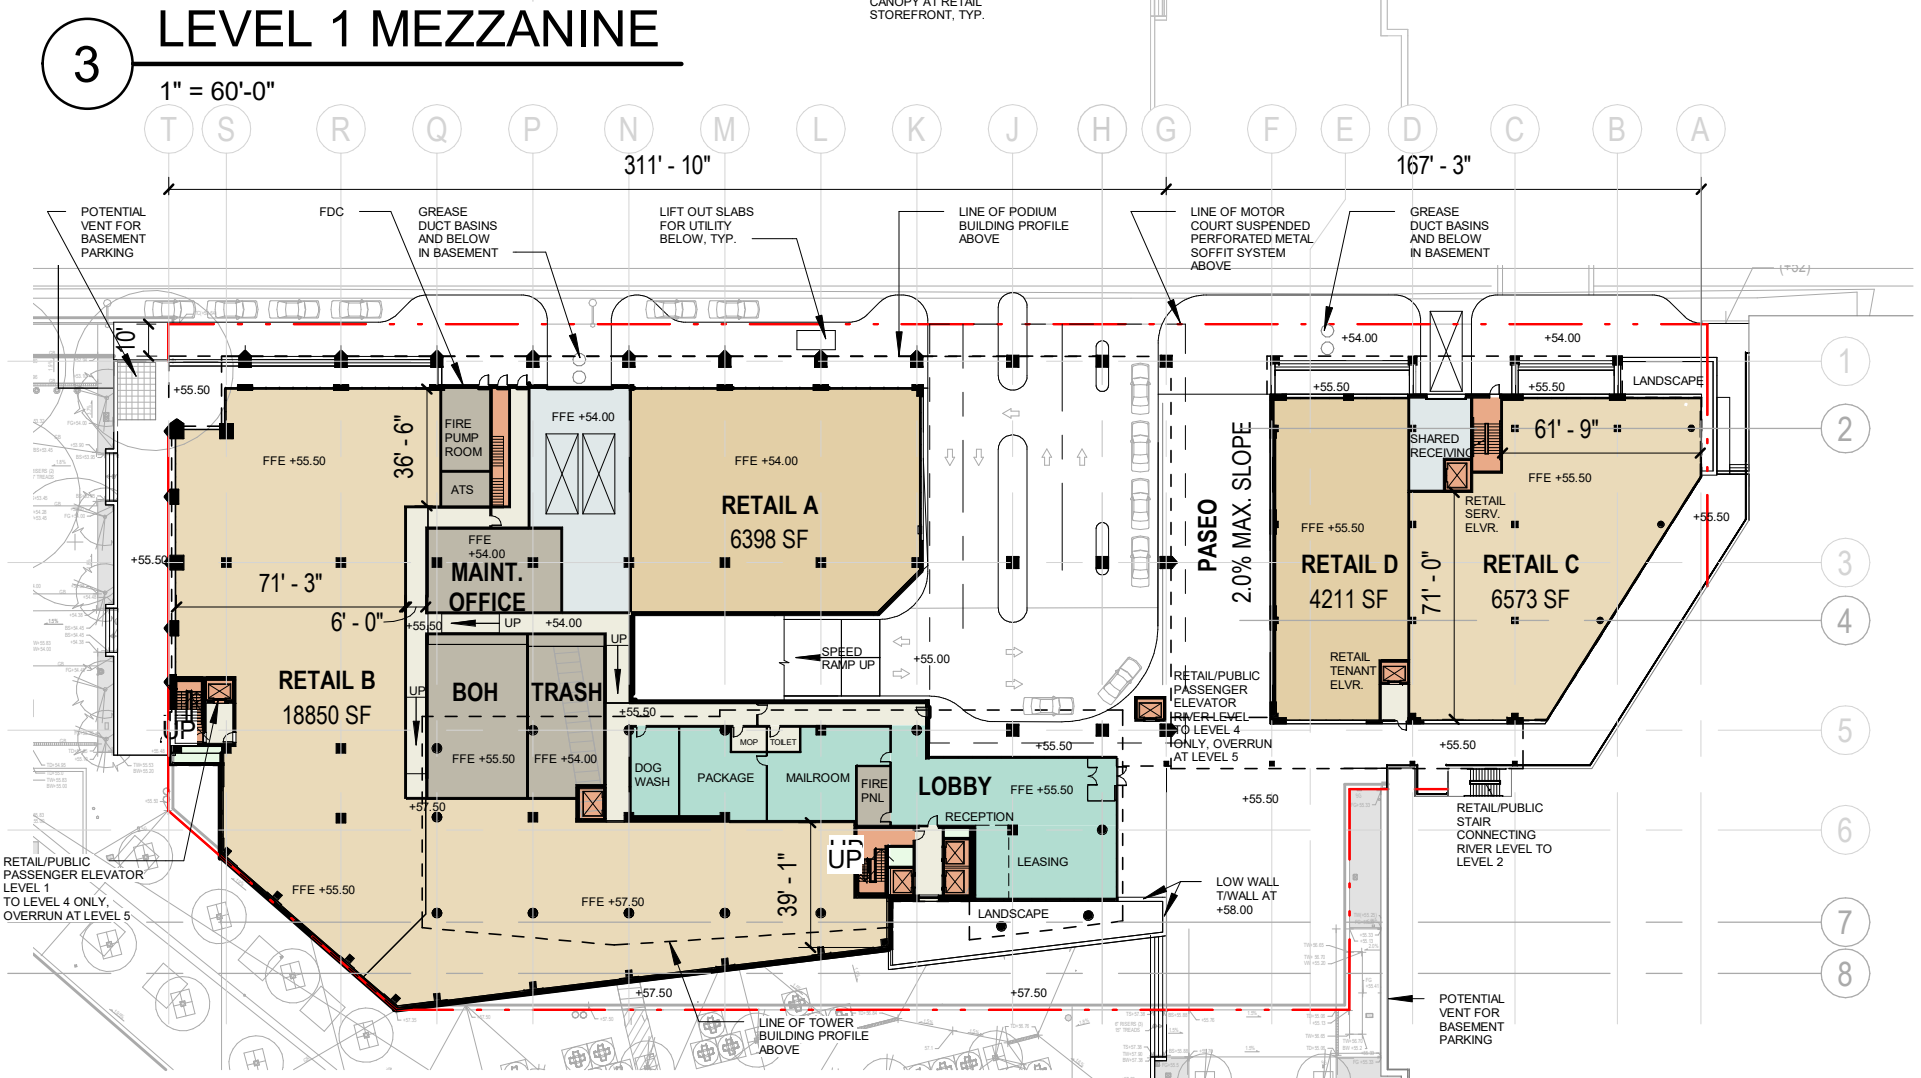 CANOPY AT RETAIL
STOREFRONT, TYP.
3
LEVEL 1 MEZZANINE
1" = 60'-0"
T S R Q P N M L K J H G F E D C B A
311' - 10"
167' - 3"
POTENTIAL
VENT FOR
BASEMENT
PARKING
FDC
GREASE
DUCT BASINS
AND BELOW
IN BASEMENT
LIFT OUT SLABS
FOR UTILITY
BELOW, TYP.
LINE OF PODIUM
BUILDING PROFILE
ABOVE
LINE OF MOTOR
COURT SUSPENDED
PERFORATED METAL
SOFFIT SYSTEM
ABOVE
GREASE
DUCT BASINS
AND BELOW
IN BASEMENT
(+52)
10'
+54.00
+54.00
1
+55.50
+55.50
+55.50
LANDSCAPE
FFE +54.00
36' - 6"
FIRE
PUMP
ROOM
ATS
FFE +55.50
FFE +54.00
RETAIL A
6398 SF
PASEO
2.0% MAX. SLOPE
SHARED
RECEIVING
61' - 9"
2
FFE +55.50
RETAIL
SERV.
ELVR.
+55.50
FFE +55.50
RETAIL D
4211 SF
71' - 0"
RETAIL C
6573 SF
3
4
+55.50
FFE
+54.00
MAINT.
OFFICE
71' - 3"
6' - 0"
+55.50
UP
+54.00
UP
SPEED
RAMP UP
+55.00
RETAIL
TENANT
ELVR.
RETAIL B
18850 SF
UP
BOH
TRASH
UP
+55.50
RETAIL/PUBLIC
PASSENGER
ELEVATOR
RIVER LEVEL
TO LEVEL 4
ONLY, OVERRUN
AT LEVEL 5
5
FFE +55.50
FFE +54.00
MOP
TOILET
+55.50
+55.50
DOG
WASH
PACKAGE
MAILROOM
FIRE
PNL
LOBBY
FFE +55.50
+55.50
+57.50
RECEPTION
RETAIL/PUBLIC
STAIR
CONNECTING
RIVER LEVEL TO
LEVEL 2
6
UP
UP
LEASING
RETAIL/PUBLIC
PASSENGER ELEVATOR
LEVEL 1
TO LEVEL 4 ONLY,
OVERRUN AT LEVEL 5
FFE +55.50
FFE +57.50
39' - 1"
LOW WALL
T/WALL AT
+58.00
LANDSCAPE
7
8
+57.50
+57.50
LINE OF TOWER
BUILDING PROFILE
ABOVE
POTENTIAL
VENT FOR
BASEMENT
PARKING